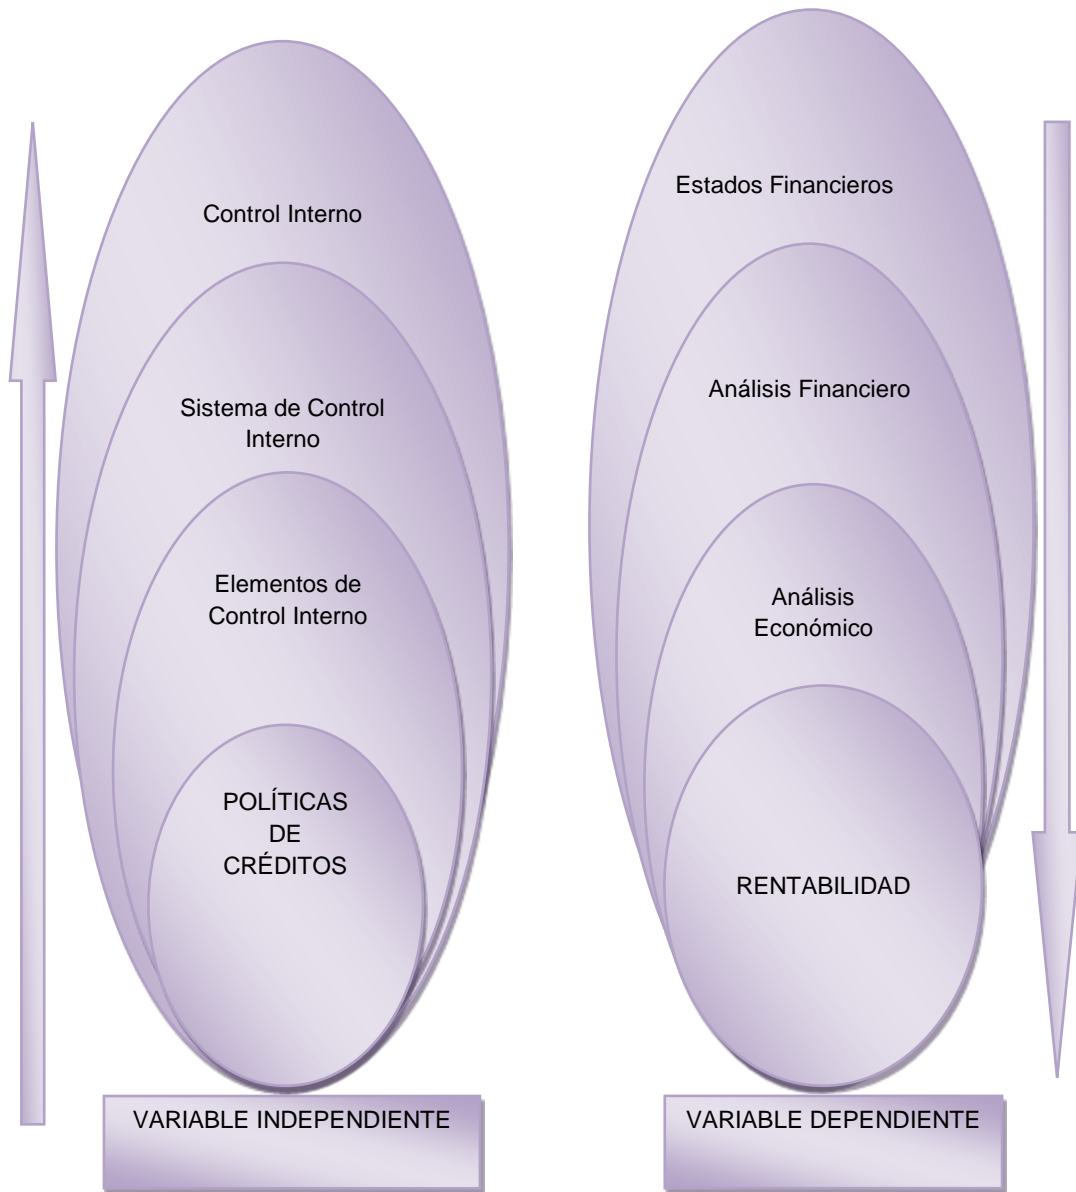 Control Interno
Sistema de Control
Interno
Elementos de
Control Interno
POLÍTICAS
DE
CRÉDITOS
VARIABLE INDEPENDIENTE
Estados Financieros
Análisis Financiero
Análisis
Económico
RENTABILIDAD
VARIABLE DEPENDIENTE